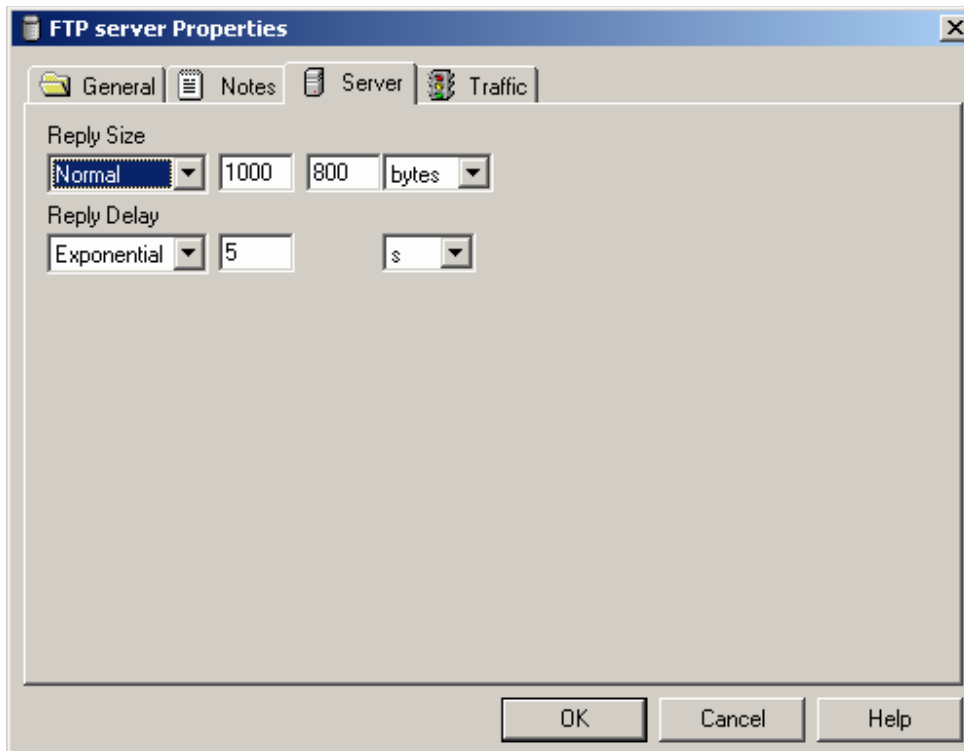 FTP server Properties
General Notes Server Traffic
Reply Size
Normal 1000 800 bytes
Reply Delay
Exponential 5 s
OK Cancel Help